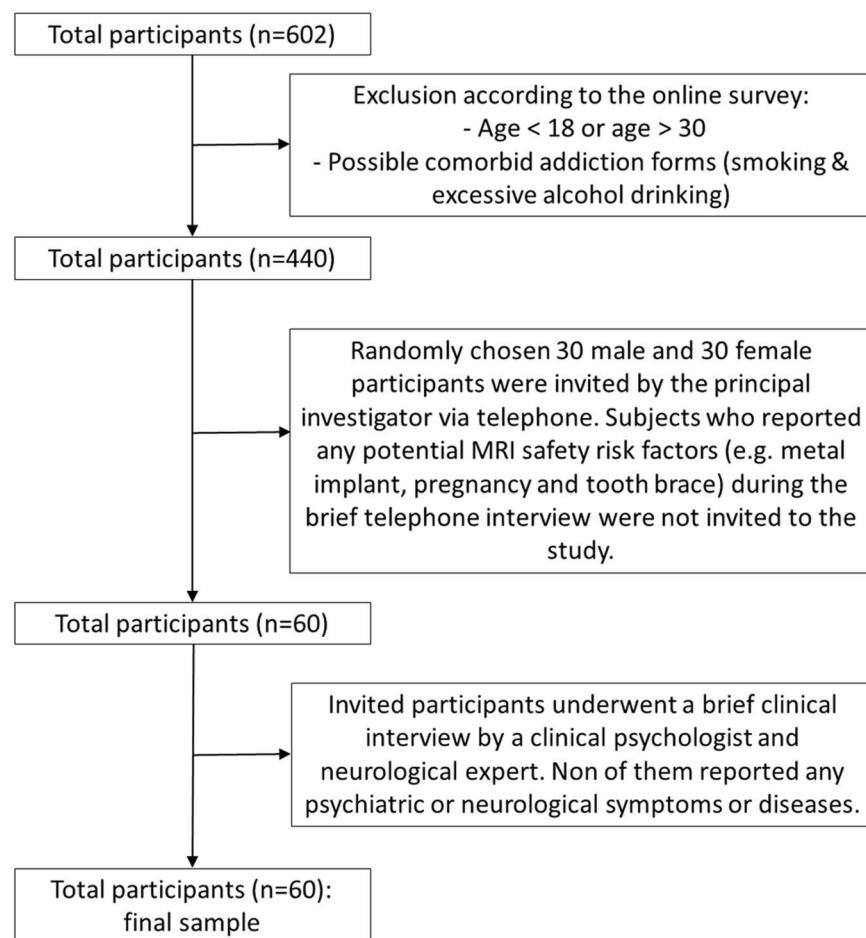 Total participants (n=602)
Exclusion according to the online survey:
- Age < 18 or age > 30
- Possible comorbid addiction forms (smoking &
excessive alcohol drinking)
Total participants (n=440)
Randomly chosen 30 male and 30 female
participants were invited by the principal
investigator via telephone. Subjects who reported
any potential MRI safety risk factors (e.g. metal
implant, pregnancy and tooth brace) during the
brief telephone interview were not invited to the
study.
Total participants (n=60)
Invited participants underwent a brief clinical
interview by a clinical psychologist and
neurological expert. Non of them reported any
psychiatric or neurological symptoms or diseases.
Total participants (n=60):
final sample